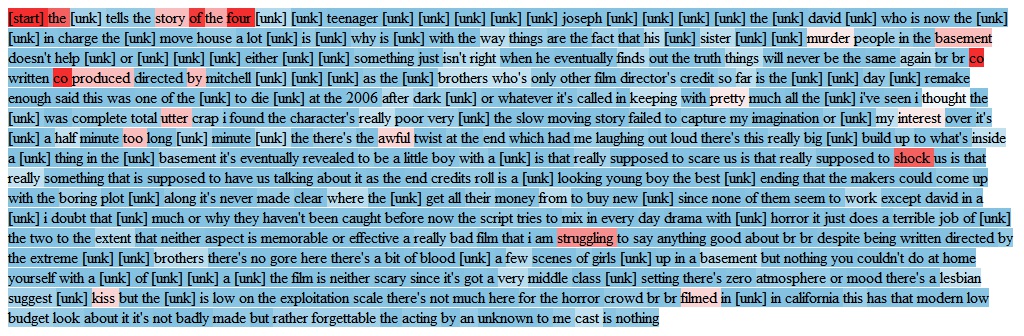 [start] the [unk] tells the story of the four [unk] [unk] teenager [unk] [unk] [unk] [unk] [unk] joseph [unk] [unk] [unk] the [unk] david [unk] who is now the [unk]
[unk] in charge the [unk] move house a lot [unk] is [unk] why is [unk] with the way things are the fact that his [unk] sister [unk] [unk] murder people in the basement
doesn't help [unk] or [unk] [unk] [unk] either [unk] [unk] something just isn't right when he eventually finds out the truth things will never be the same again br br co
written co produced directed by mitchell [unk] [unk] [unk] as the [unk] brothers who's only other film director's credit so far is the [unk] [unk] day [unk] remake
enough said this was one of the [unk] to die [unk] at the 2006 after dark [unk] or whatever it's called in keeping with pretty much all the [unk] i've seen i thought the
[unk] was complete total utter crap i found the character's really poor very [unk] the slow moving story failed to capture my imagination or [unk] my interest over it's
[unk] a half minute too long [unk] minute [unk] the there's the awful twist at the end which had me laughing out loud there's this really big [unk] build up to what's inside
a [unk] thing in the [unk] basement it's eventually revealed to be a little boy with a [unk] is that really supposed to scare us is that really supposed to shock us is that
really something that is supposed to have us talking about it as the end credits roll is a [unk] looking young boy the best [unk] ending that the makers could come up
with the boring plot [unk] along it's never made clear where the [unk] get all their money from to buy new [unk] since none of them seem to work except david in a
[unk] i doubt that [unk] much or why they haven't been caught before now the script tries to mix in every day drama with [unk] horror it just does a terrible job of [unk]
the two to the extent that neither aspect is memorable or effective a really bad film that i am struggling to say anything good about br br despite being written directed by
the extreme [unk] [unk] brothers there's no gore here there's a bit of blood [unk] a few scenes of girls [unk] up in a basement but nothing you couldn't do at home
yourself with a [unk] of [unk] [unk] a [unk] the film is neither scary since it's got a very middle class [unk] setting there's zero atmosphere or mood there's a lesbian
suggest [unk] kiss but the [unk] is low on the exploitation scale there's not much here for the horror crowd br br filmed in [unk] in california this has that modern low
budget look about it it's not badly made but rather forgettable the acting by an unknown to me cast is nothing